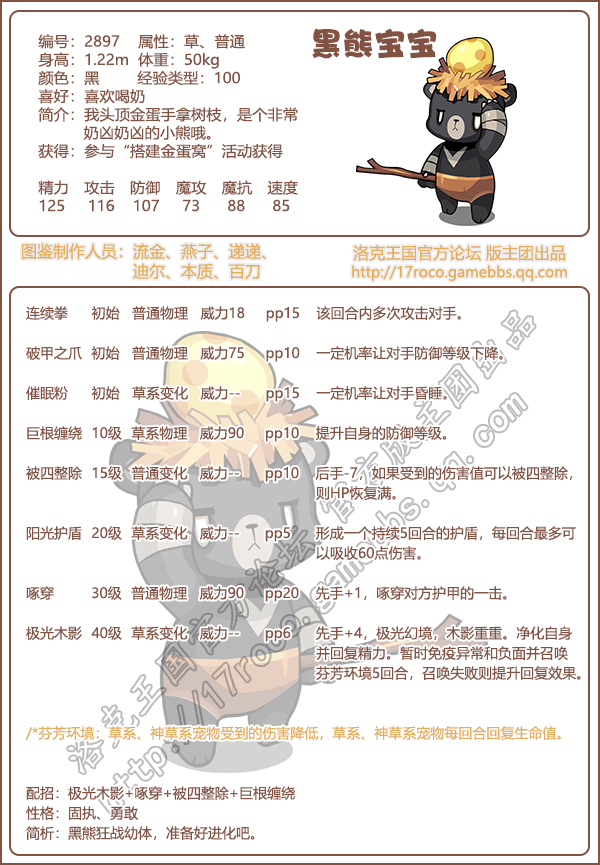 黑熊宝宝
编号：2897 属性：草、普通
身高：1.22m 体重：50kg
颜色：黑 经验类型：100
喜好：喜欢喝奶
简介：我头顶金蛋手拿树枝，是个非常
奶凶奶凶的小熊哦。
获得：参与“搭建金蛋窝”活动获得
精力 攻击 防御 魔攻 魔抗 速度
125 116 107 73 88 85
图鉴制作人员：流金、燕子、递递、
迪尔、本质、百刀
洛克王国官方论坛 版主团出品
http://17roco.gamebbs.qq.com
连续拳 初始 普通物理 威力18 pp15 该回合内多次攻击对手。
破甲之爪 初始 普通物理 威力75 pp10 一定机率让对手防御等级下降。
催眠粉 初始 草系变化 威力-- pp15 一定机率让对手昏睡。
巨根缠绕 10级 草系物理 威力90 pp10 提升自身的防御等级。
被四整除 15级 普通变化 威力-- pp10 后手-7，如果受到的伤害值可以被四整除，
则HP恢复满。
阳光护盾 20级 草系变化 威力-- pp5 形成一个持续5回合的护盾，每回合最多可
以吸收60点伤害。
啄穿 30级 普通物理 威力90 pp20 先手+1，啄穿对方护甲的一击。
极光木影 40级 草系变化 威力-- pp6 先手+4，极光幻境，木影重重。净化自身
并回复精力。暂时免疫异常和负面并召唤
芬芳环境5回合，召唤失败则提升回复效果。
/*芬芳环境：草系、神草系宠物受到的伤害降低，草系、神草系宠物每回合回复生命值。
配招：极光木影+啄穿+被四整除+巨根缠绕
性格：固执、勇敢
简析：黑熊狂战幼体，准备好进化吧。
洛克王国官方论坛 官方版主团出品
http://17roco.gamebbs.qq.com